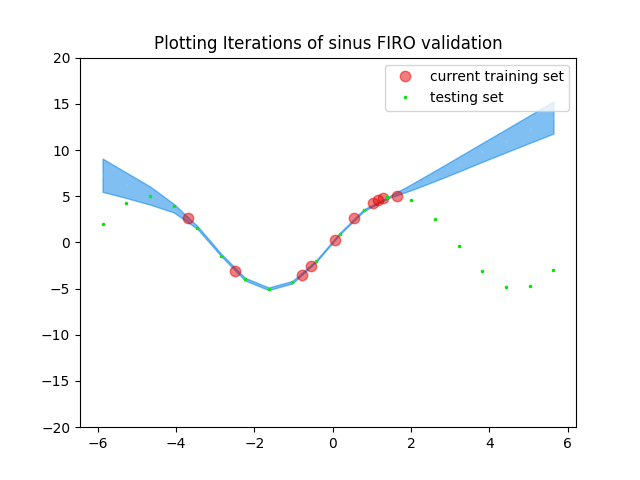 Plotting Iterations of sinus FIRO validation
current training set
testing set
20
15
10
5
0
−5
−10
−15
−20
−6 −4 −2 0 2 4 6